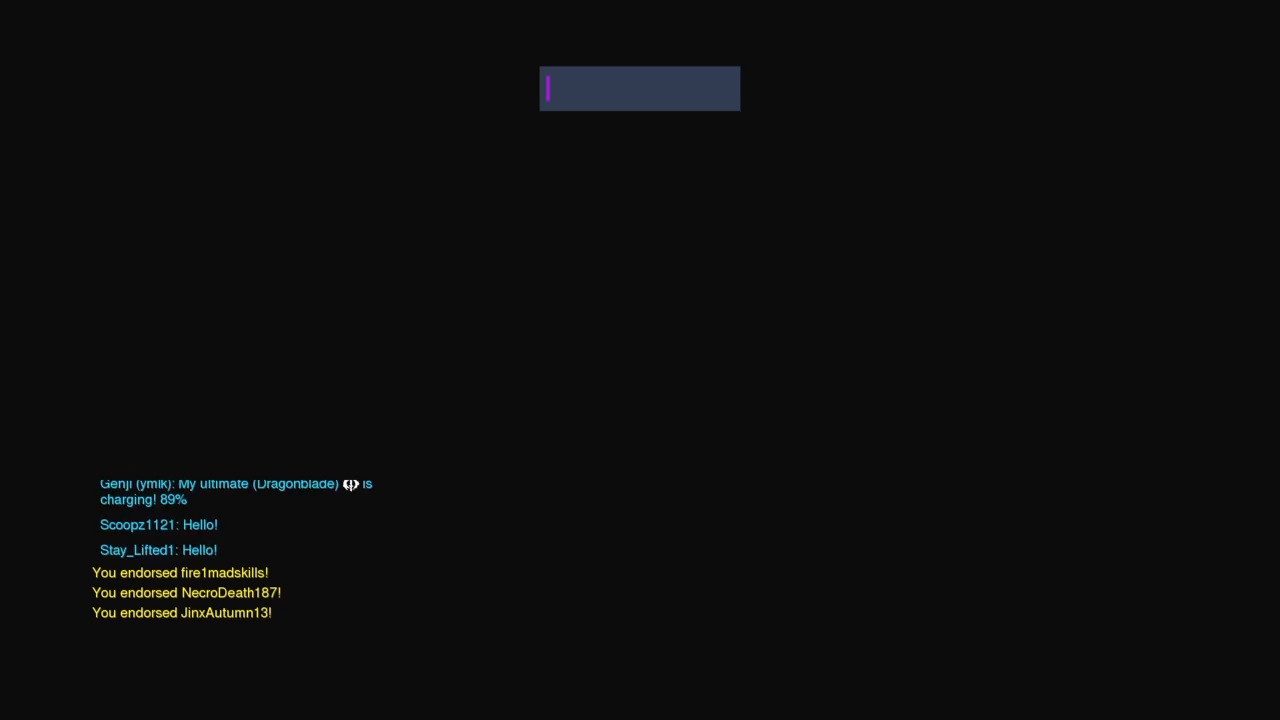 Genji (ymlk): My ultimate (Dragonblade) is
charging! 89%
Scoopz1121: Hello!
Stay_Lifted1: Hello!
You endorsed fire1madskills!
You endorsed NecroDeath187!
You endorsed JinxAutumn13!